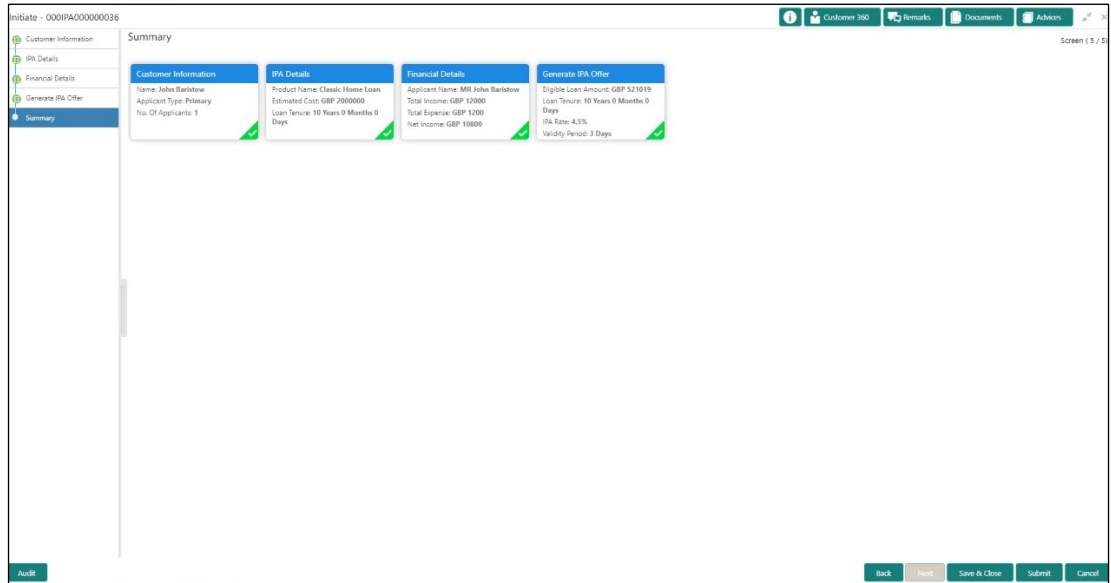 Initiate - 000IPA000000036
Customer 360
Remarks
Documents
Advices
Customer Information
IPA Details
Financial Details
Generate IPA Offer
Summary
Summary
Screen ( 5 / 5)
Customer Information
Name: John Baristow
Applicant Type: Primary
No. Of Applicants: 1
IPA Details
Product Name: Classic Home Loan
Estimated Cost: GBP 2000000
Loan Tenure: 10 Years 0 Months 0
Days
Financial Details
Applicant Name: MR John Baristow
Total Income: GBP 12000
Total Expense: GBP 1200
Net Income: GBP 10800
Generate IPA Offer
Eligible Loan Amount: GBP 521019
Loan Tenure: 10 Years 0 Months 0
Days
IPA Rate: 4.5%
Validity Period: 3 Days
Audit
Back
Next
Save & Close
Submit
Cancel